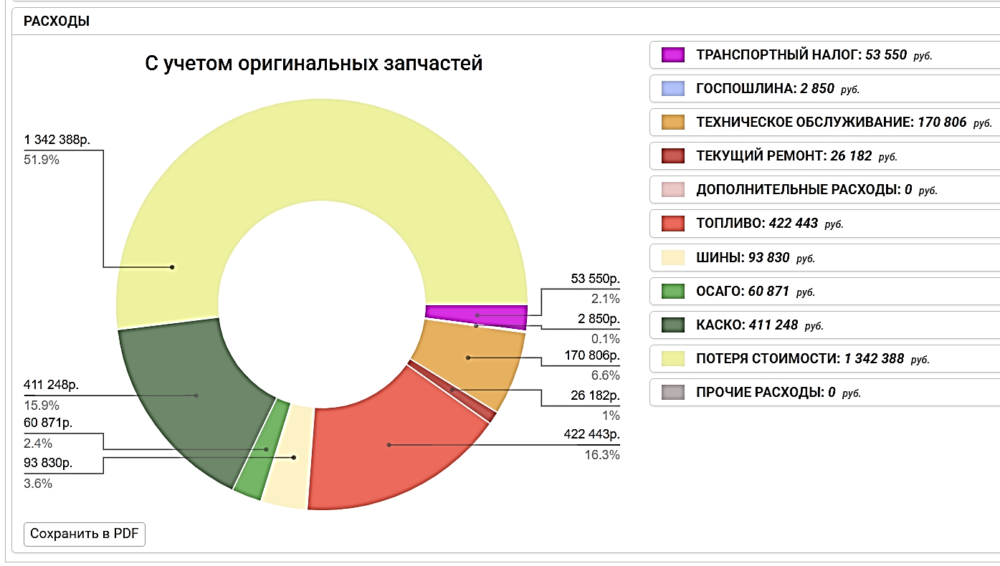 РАСХОДЫ
С учетом оригинальных запчастей
1 342 388р.
51.9%
411 248р.
15.9%
60 871р.
2.4%
93 830р.
3.6%
53 550р.
2.1%
2 850р.
0.1%
170 806р.
6.6%
26 182р.
1%
422 443р.
16.3%
ТРАНСПОРТНЫЙ НАЛОГ: 53 550 руб.
ГОСПОШЛИНА: 2 850 руб.
ТЕХНИЧЕСКОЕ ОБСЛУЖИВАНИЕ: 170 806 руб.
ТЕКУЩИЙ РЕМОНТ: 26 182 руб.
ДОПОЛНИТЕЛЬНЫЕ РАСХОДЫ: 0 руб.
ТОПЛИВО: 422 443 руб.
ШИНЫ: 93 830 руб.
ОСАГО: 60 871 руб.
КАСКО: 411 248 руб.
ПОТЕРЯ СТОИМОСТИ: 1 342 388 руб.
ПРОЧИЕ РАСХОДЫ: 0 руб.
Сохранить в PDF